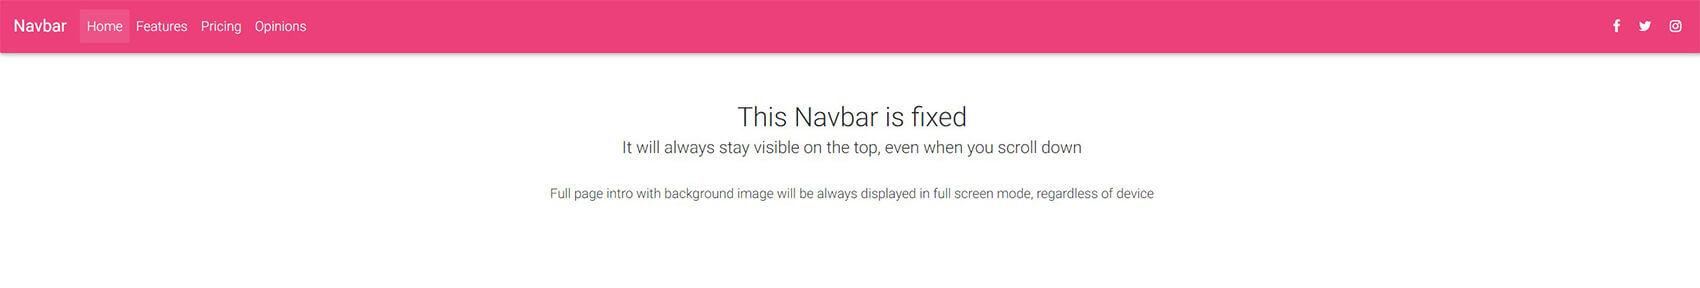 Navbar Home Features Pricing Opinions
This Navbar is fixed
It will always stay visible on the top, even when you scroll down
Full page intro with background image will be always displayed in full screen mode, regardless of device